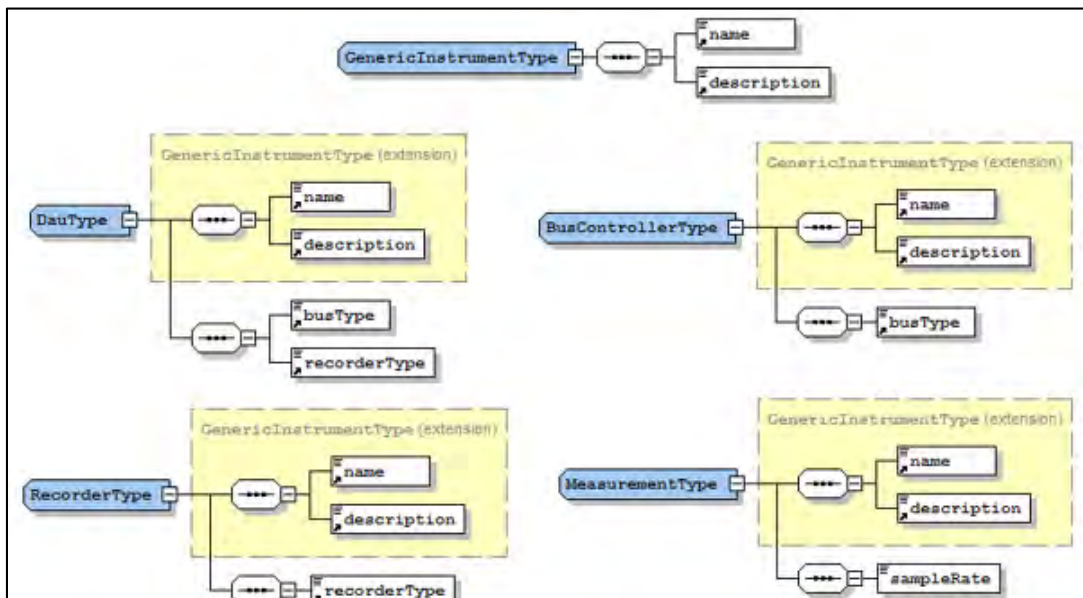 name
GenericInstrumentType
description
GenericInstrumentType (extension)
name
DauType
description
busType
recorderType
GenericInstrumentType (extension)
name
BusControllerType
description
busType
GenericInstrumentType (extension)
name
RecorderType
description
recorderType
GenericInstrumentType (extension)
name
MeasurementType
description
sampleRate